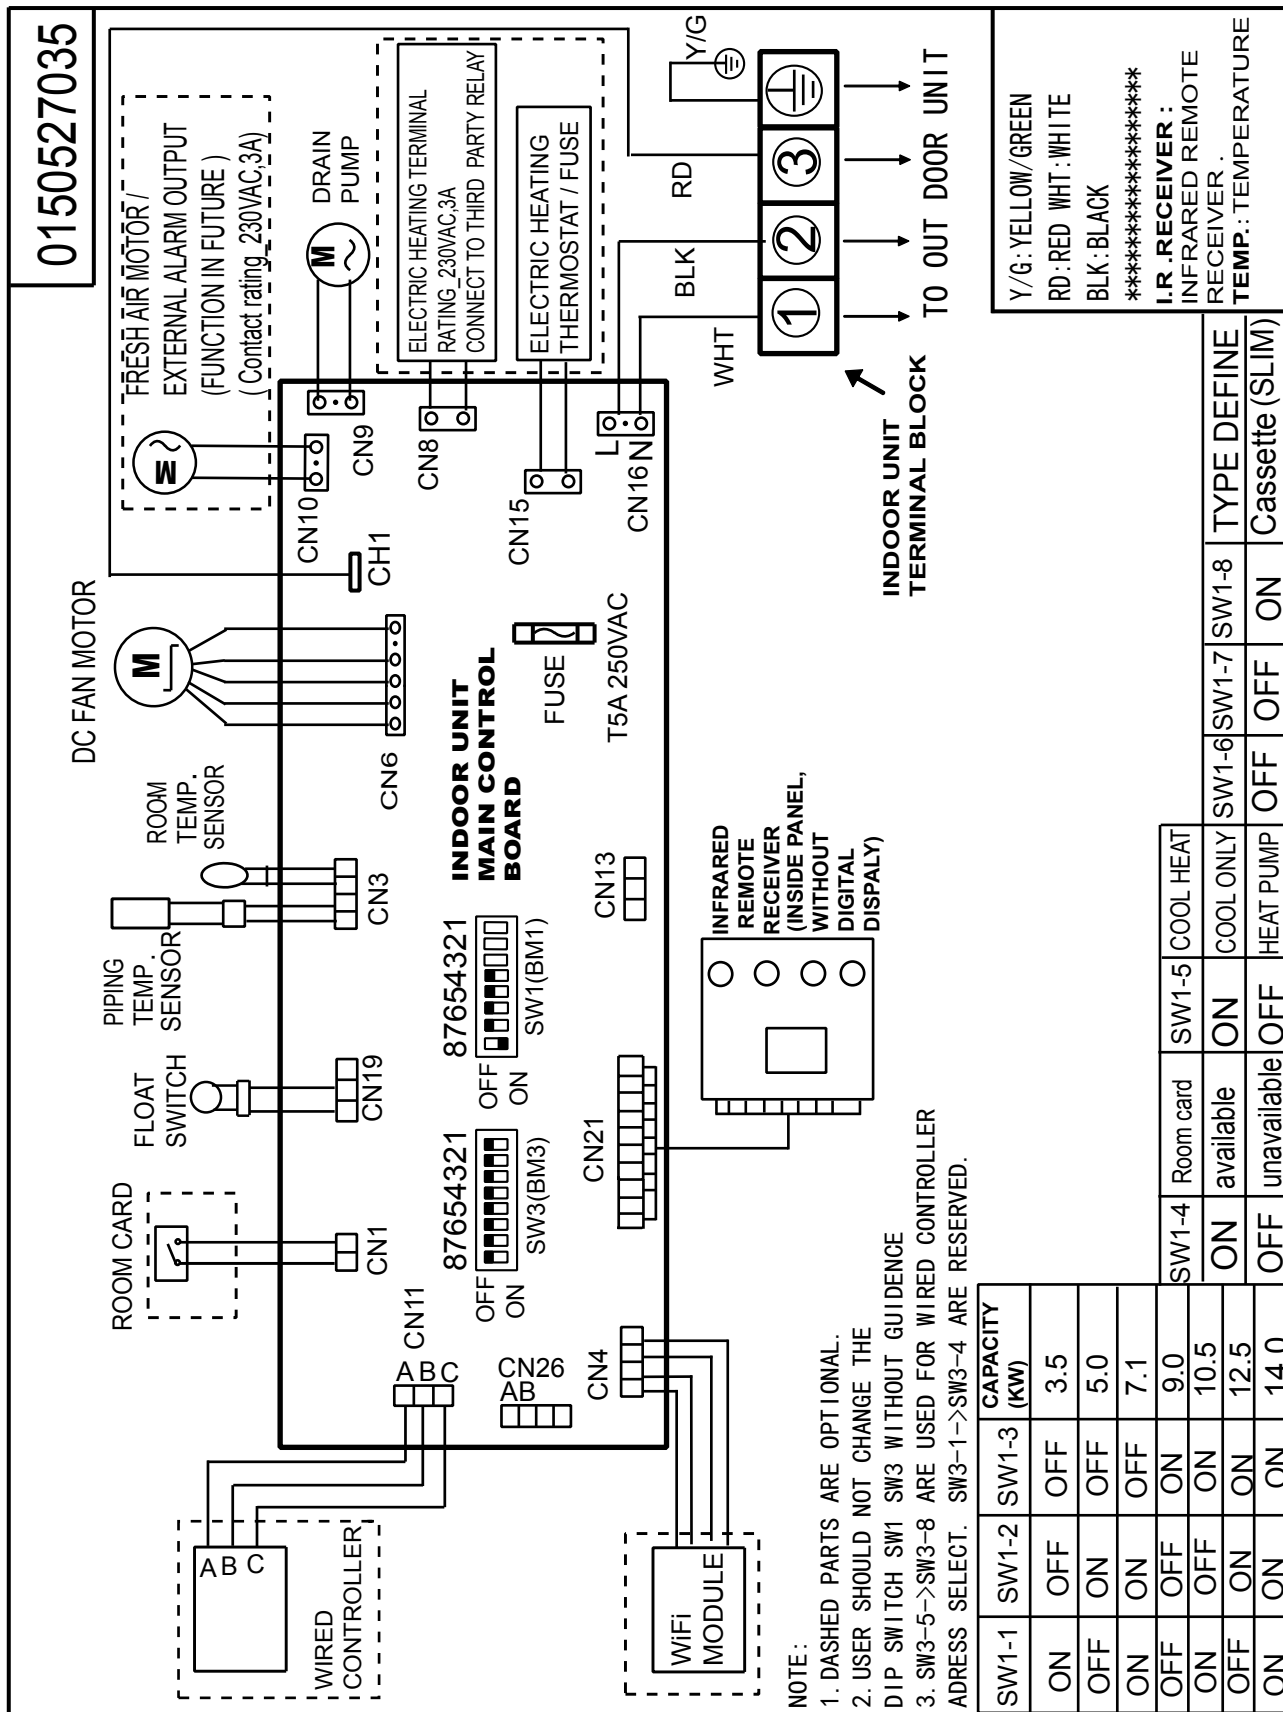 0150527035
FRESH AIR MOTOR /
EXTERNAL ALARM OUTPUT
(FUNCTION IN FUTURE )
( Contact rating_230VAC,3A)
M
DRAIN
PUMP
M
ELECTRIC HEATING TERMINAL
RATING_230VAC,3A
CONNECT TO THIRD PARTY RELAY
ELECTRIC HEATING
THERMOSTAT / FUSE
CN10
CN9
CN8
CN15
CN16
L
N
CH1
WHT
BLK
RD
Y/G
1
2
3
TO OUT DOOR UNIT
INDOOR UNIT
TERMINAL BLOCK
DC FAN MOTOR
M
CN6
ROOM
TEMP.
SENSOR
PIPING
TEMP.
SENSOR
CN3
FLOAT
SWITCH
CN19
ROOM CARD
CN1
INDOOR UNIT
MAIN CONTROL
BOARD
FUSE
T5A 250VAC
CN13
87654321
OFF
ON
SW1(BM1)
87654321
OFF
ON
SW3(BM3)
CN21
INFRARED
REMOTE
RECEIVER
(INSIDE PANEL,
WITHOUT
DIGITAL
DISPALY)
CN11
A B C
CN26
AB
CN4
A B C
WIRED
CONTROLLER
WiFi
MODULE
NOTE:
1. DASHED PARTS ARE OPTIONAL.
2. USER SHOULD NOT CHANGE THE
DIP SWITCH SW1 SW3 WITHOUT GUIDENCE
3. SW3-5->SW3-8 ARE USED FOR WIRED CONTROLLER
ADRESS SELECT. SW3-1->SW3-4 ARE RESERVED.
SW1-1 SW1-2 SW1-3 CAPACITY (KW)
ON OFF OFF 3.5
OFF ON OFF 5.0
ON ON OFF 7.1
OFF OFF ON 9.0
ON OFF ON 10.5
OFF ON ON 12.5
ON ON ON 14.0
SW1-4 Room card SW1-5 COOL HEAT
ON available ON COOL ONLY SW1-6 SW1-7 SW1-8 TYPE DEFINE
OFF unavailable OFF HEAT PUMP OFF OFF ON Cassette (SLIM)
Y/G:YELLOW/GREEN
RD:RED WHT:WHITE
BLK:BLACK
********************
I.R .RECEIVER :
INFRARED REMOTE
RECEIVER .
TEMP.: TEMPERATURE